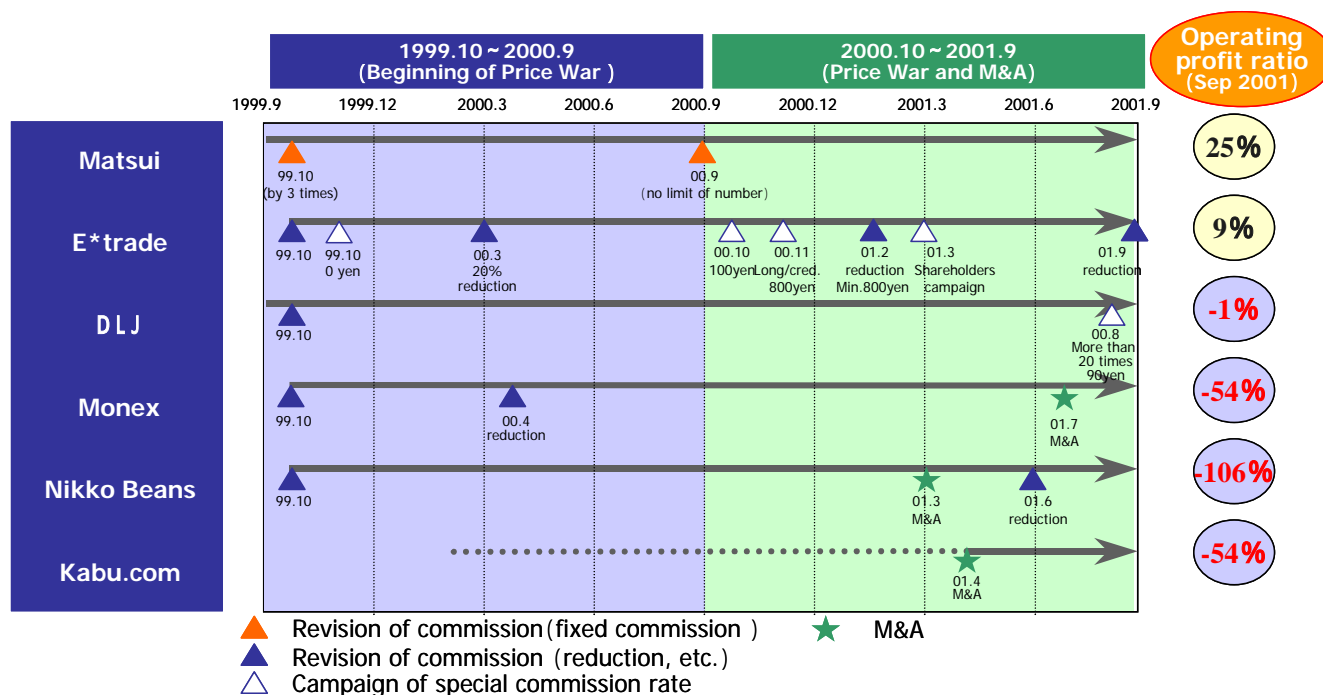 1999.10 ~ 2000.9
(Beginning of Price War )
2000.10 ~ 2001.9
(Price War and M&A)
Operating
profit ratio
(Sep 2001)
1999.9
1999.12
2000.3
2000.6
2000.9
2000.12
2001.3
2001.6
2001.9
Matsui
99.10
(by 3 times)
00.9
(no limit of number)
25%
E*trade
99.10
99.10
0 yen
00.3
20%
reduction
00.10
100yen
00.11
Long/cred.
800yen
01.2
reduction
Min.800yen
01.3
Shareholders
campaign
01.9
reduction
9%
DLJ
99.10
00.8
More than
20 times
90yen
-1%
Monex
99.10
00.4
reduction
01.7
M&A
-54%
Nikko Beans
99.10
01.3
M&A
01.6
reduction
-106%
Kabu.com
01.4
M&A
-54%
Revision of commission (fixed commission )
M&A
Revision of commission (reduction, etc.)
Campaign of special commission rate